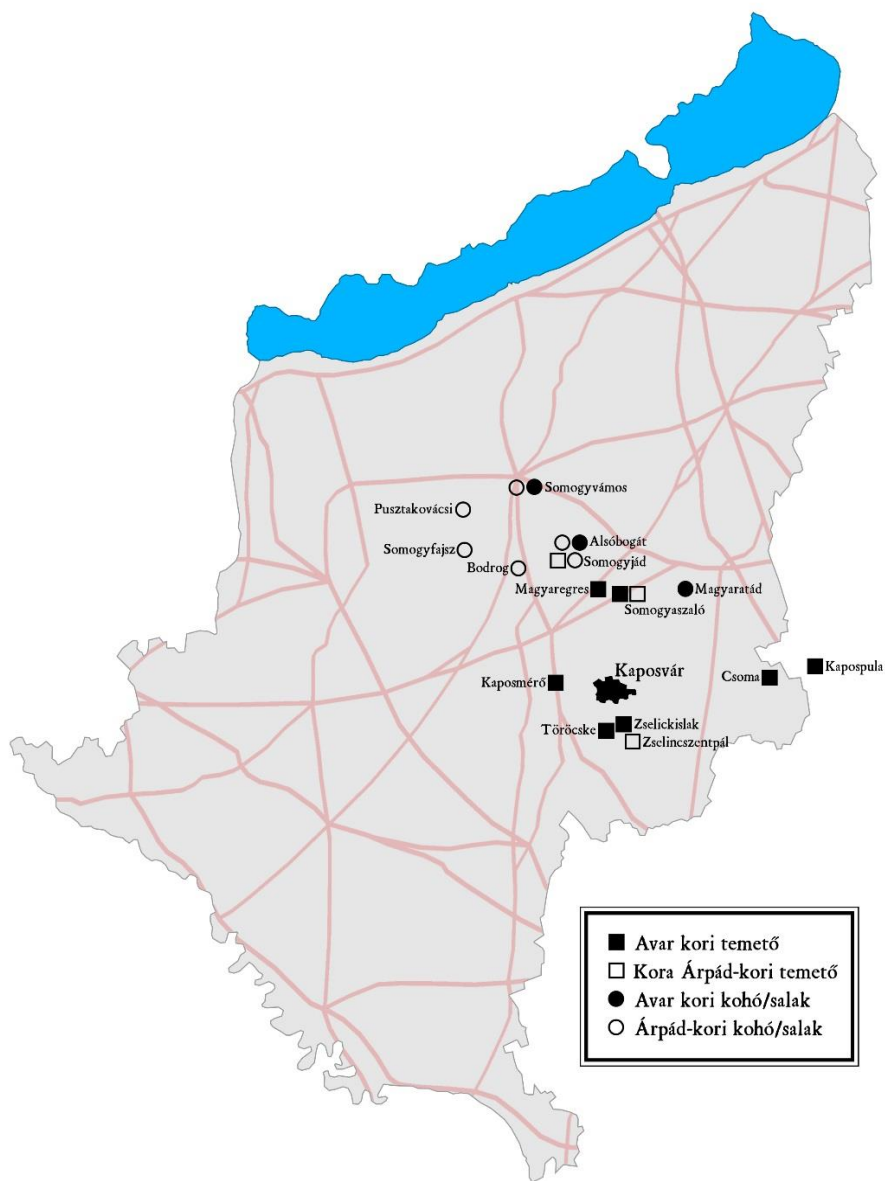 Somogyvámos
Pusztakovácsi
Alsóbogát
Somogyfajsz
Somogyjád
Bodrog
Magyaregres
Magyaratád
Somogyaszaló
Kaposvár
Kapospula
Csoma
Kaposmérő
Zselickislak
Töröcske
Zselincszentpál
Avar kori temető
Kora Árpád-kori temető
Avar kori kohó/salak
Árpád-kori kohó/salak